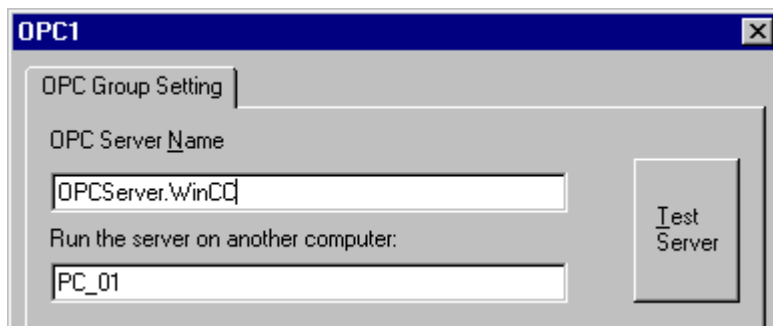 OPC1
OPC Group Setting
OPC Server Name
OPCServer.WinCC
Run the server on another computer:
PC_01
Test
Server